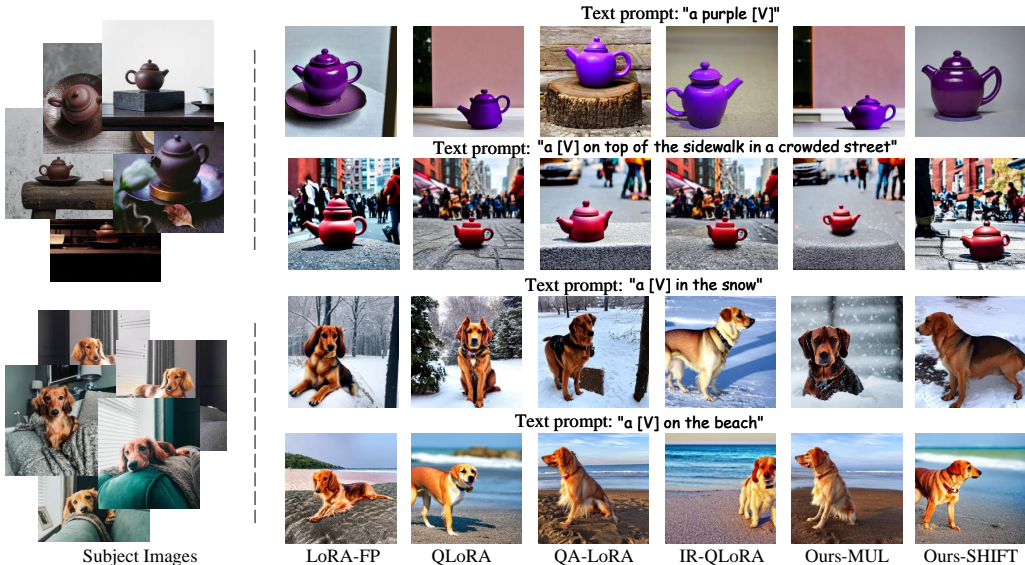 Text prompt: "a purple [V]"
Text prompt: "a [V] on top of the sidewalk in a crowded street"
Text prompt: "a [V] in the snow"
Text prompt: "a [V] on the beach"
Subject Images LoRA-FP QLoRA QA-LoRA IR-QLoRA Ours-MUL Ours-SHIFT